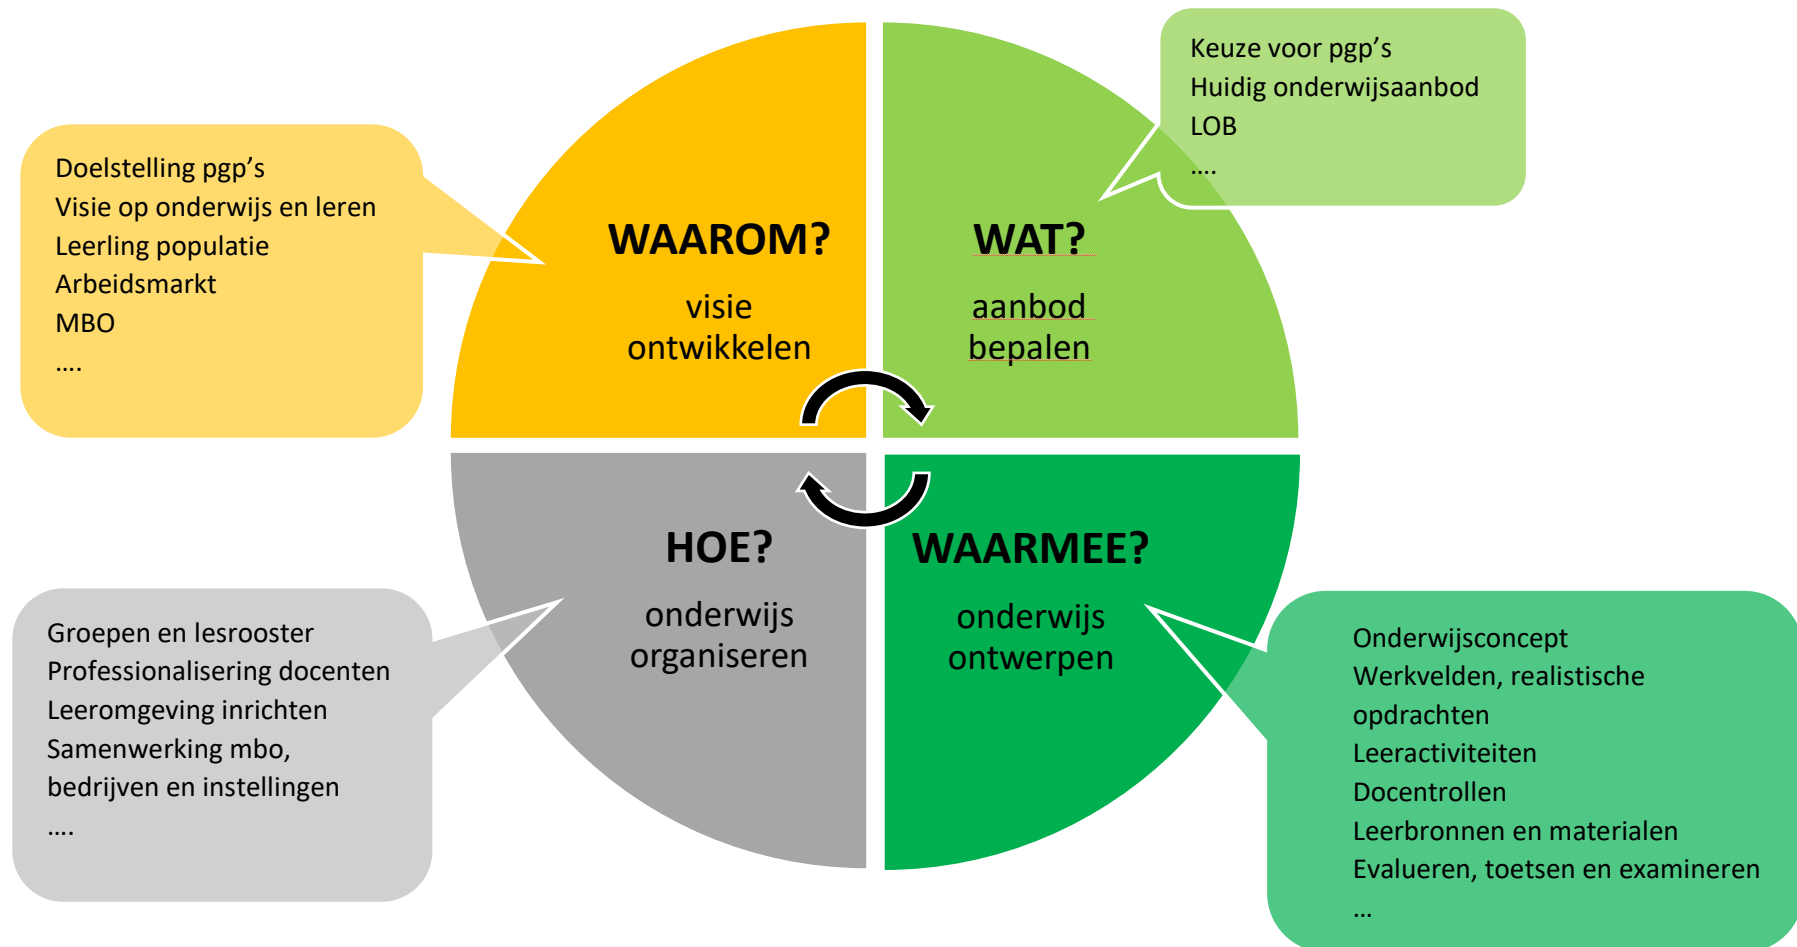 Keuze voor pgp’s
Huidig onderwijsaanbod
LOB
....
Doelstelling pgp’s
Visie op onderwijs en leren
Leerling populatie
Arbeidsmarkt
MBO
....
WAAROM?
visie
ontwikkelen
WAT?
aanbod
bepalen
HOE?
onderwijs
organiseren
WAARMEE?
onderwijs
ontwerpen
Groepen en lesrooster
Professionalisering docenten
Leeromgeving inrichten
Samenwerking mbo,
bedrijven en instellingen
....
Onderwijsconcept
Werkvelden, realistische
opdrachten
Leeractiviteiten
Docentrollen
Leerbronnen en materialen
Evalueren, toetsen en examineren
...